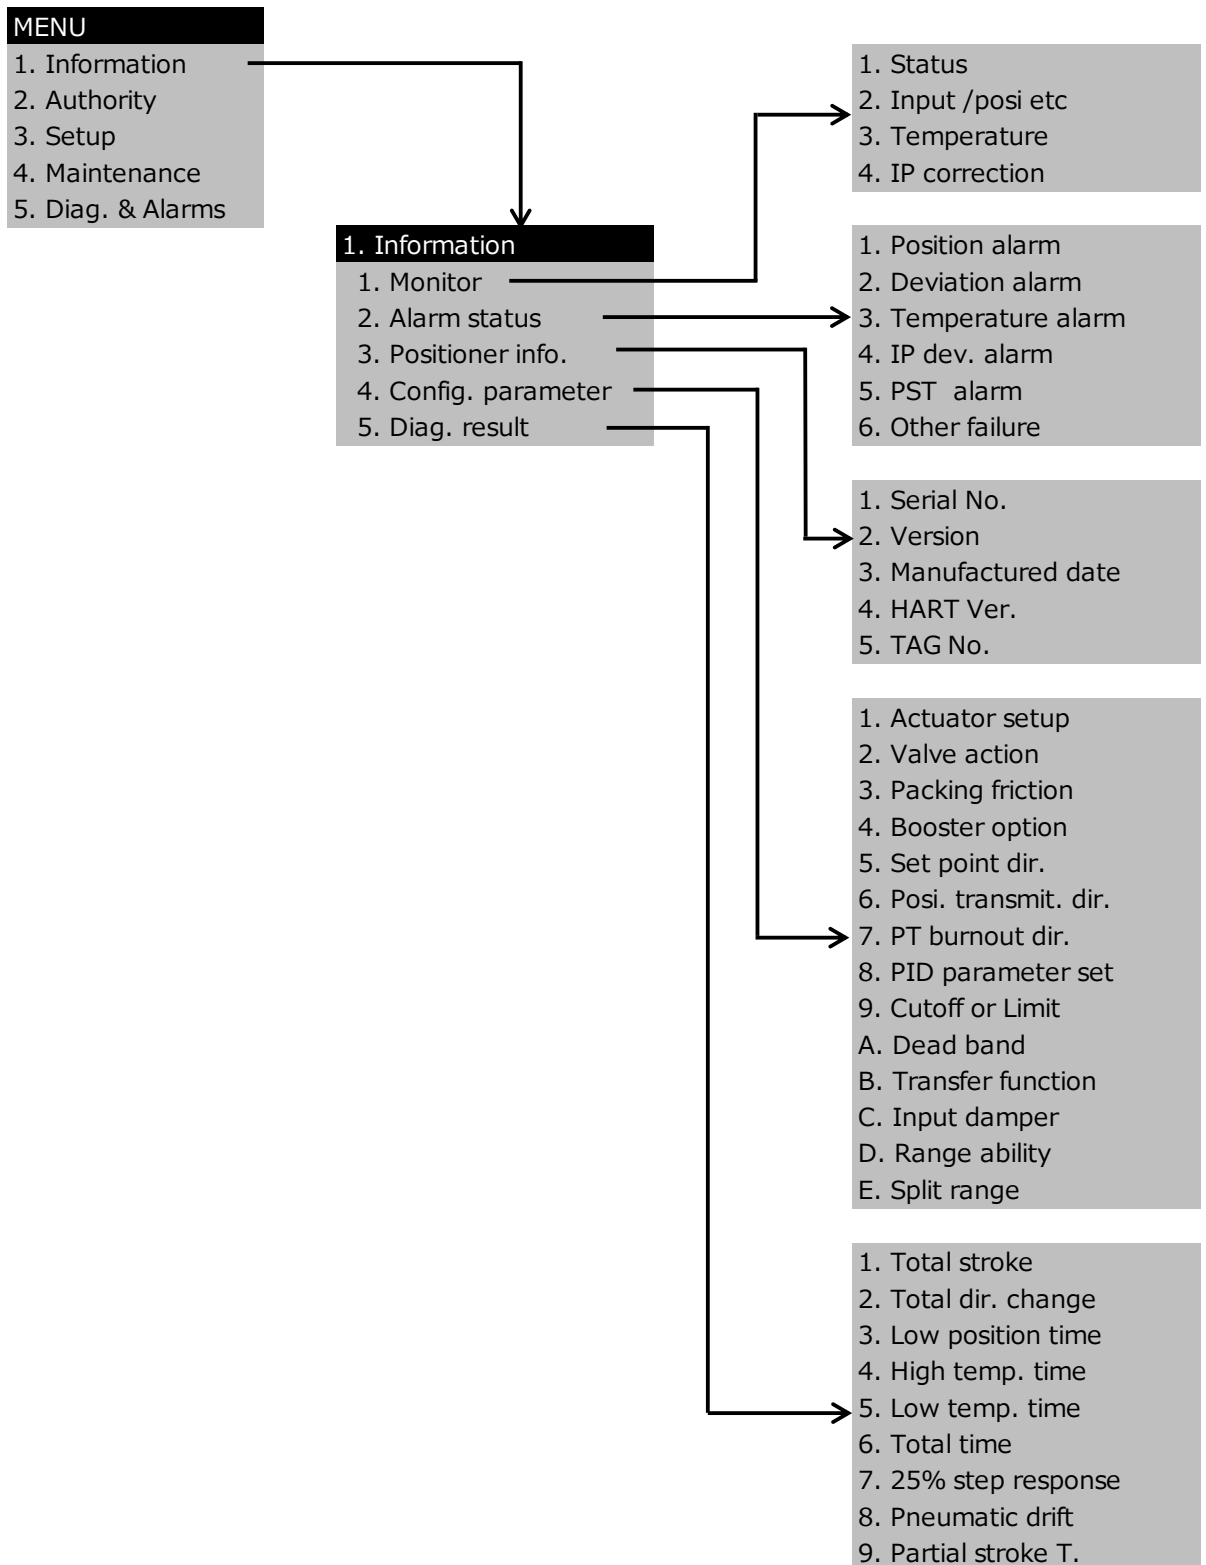 MENU
1. Information
2. Authority
3. Setup
4. Maintenance
5. Diag. & Alarms
1. Information
1. Monitor
2. Alarm status
3. Positioner info.
4. Config. parameter
5. Diag. result
1. Status
2. Input /posi etc
3. Temperature
4. IP correction
1. Position alarm
2. Deviation alarm
3. Temperature alarm
4. IP dev. alarm
5. PST  alarm
6. Other failure
1. Serial No.
2. Version
3. Manufactured date
4. HART Ver.
5. TAG No.
1. Actuator setup
2. Valve action
3. Packing friction
4. Booster option
5. Set point dir.
6. Posi. transmit. dir.
7. PT burnout dir.
8. PID parameter set
9. Cutoff or Limit
A. Dead band
B. Transfer function
C. Input damper
D. Range ability
E. Split range
1. Total stroke
2. Total dir. change
3. Low position time
4. High temp. time
5. Low temp. time
6. Total time
7. 25% step response
8. Pneumatic drift
9. Partial stroke T.